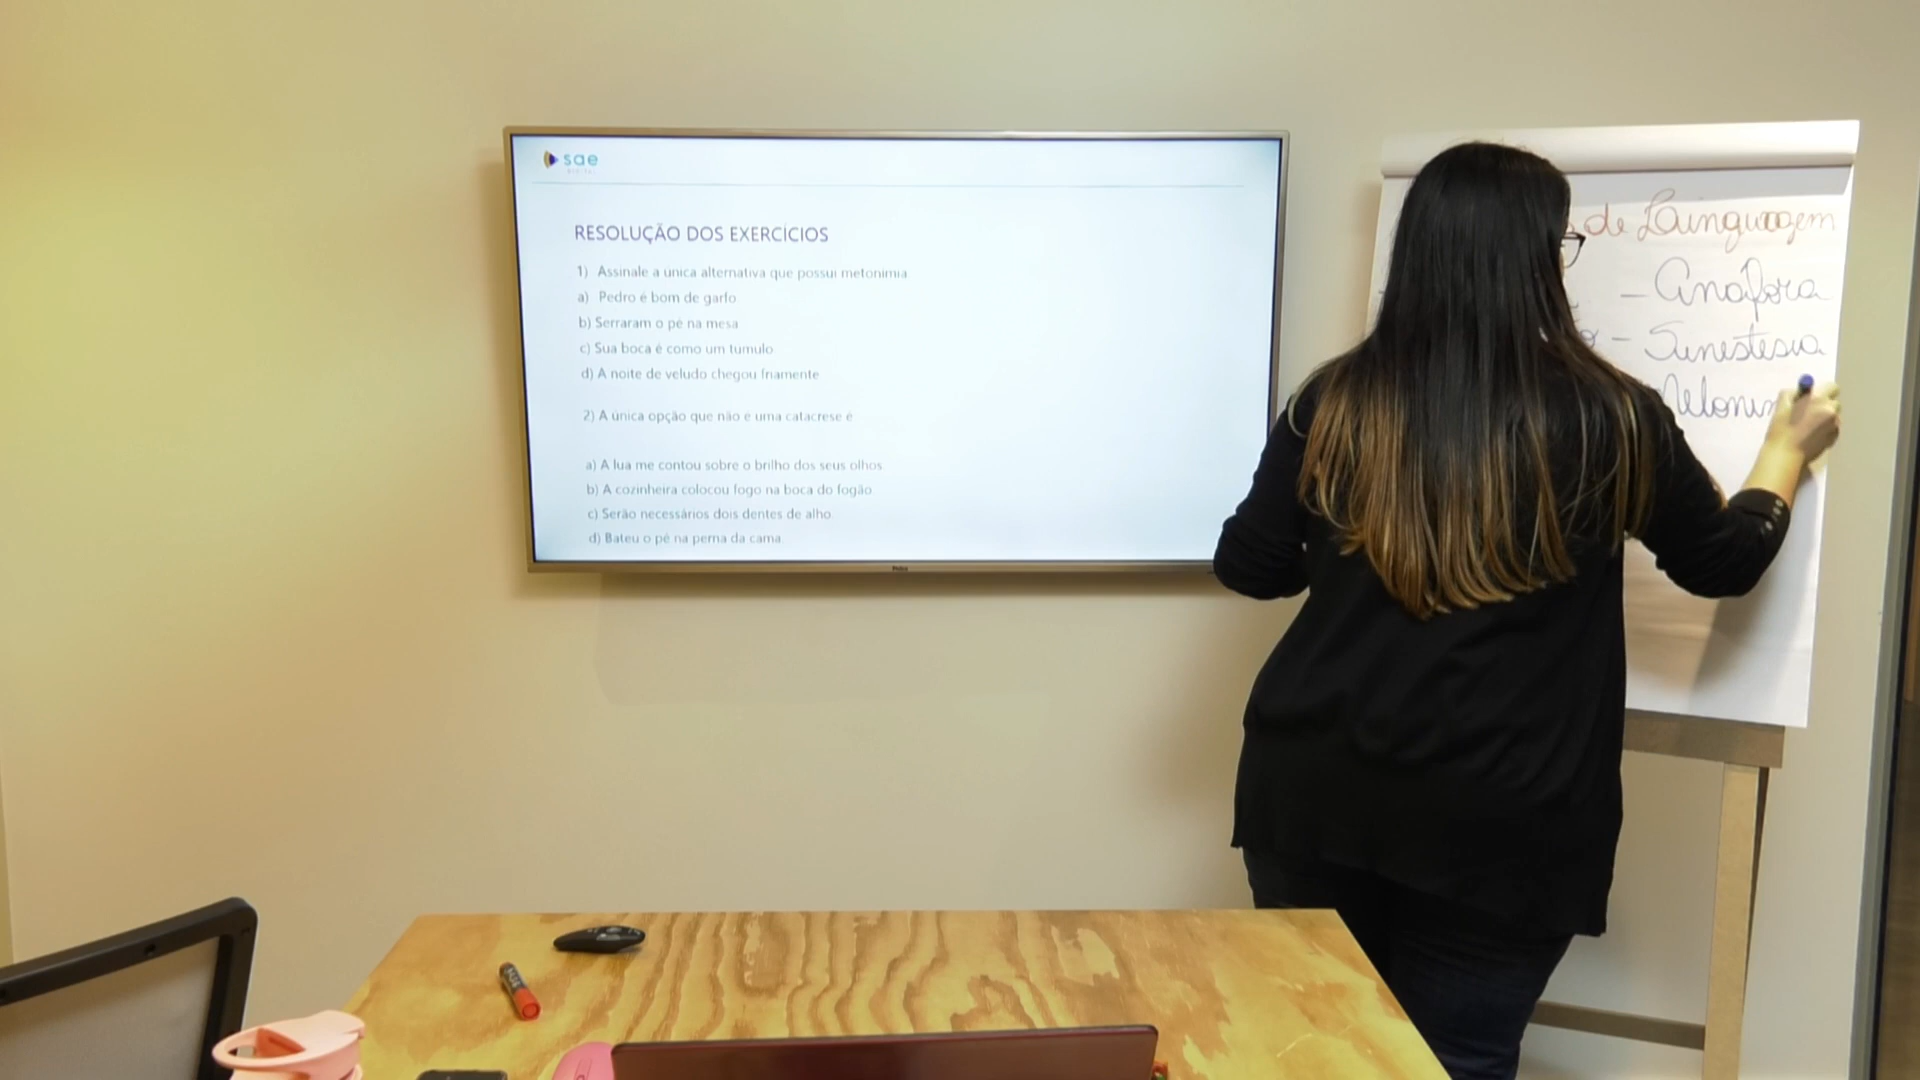 sae
RESOLUÇÃO DOS EXERCÍCIOS
1) Assinale a única alternativa que possui metonímia
a) Pedro é bom de garfo
b) Serraram o pé na mesa
c) Sua boca é como um túmulo
d) A noite de veludo chegou friamente
2) A única opção que não é uma catacrese é
a) A lua me contou sobre o brilho dos seus olhos
b) A cozinheira colocou fogo na boca do fogão
c) Serão necessários dois dentes de alho
d) Bateu o pé na perna da cama
de Linguagem
– Anáfora
– Sinestesia
Metoním